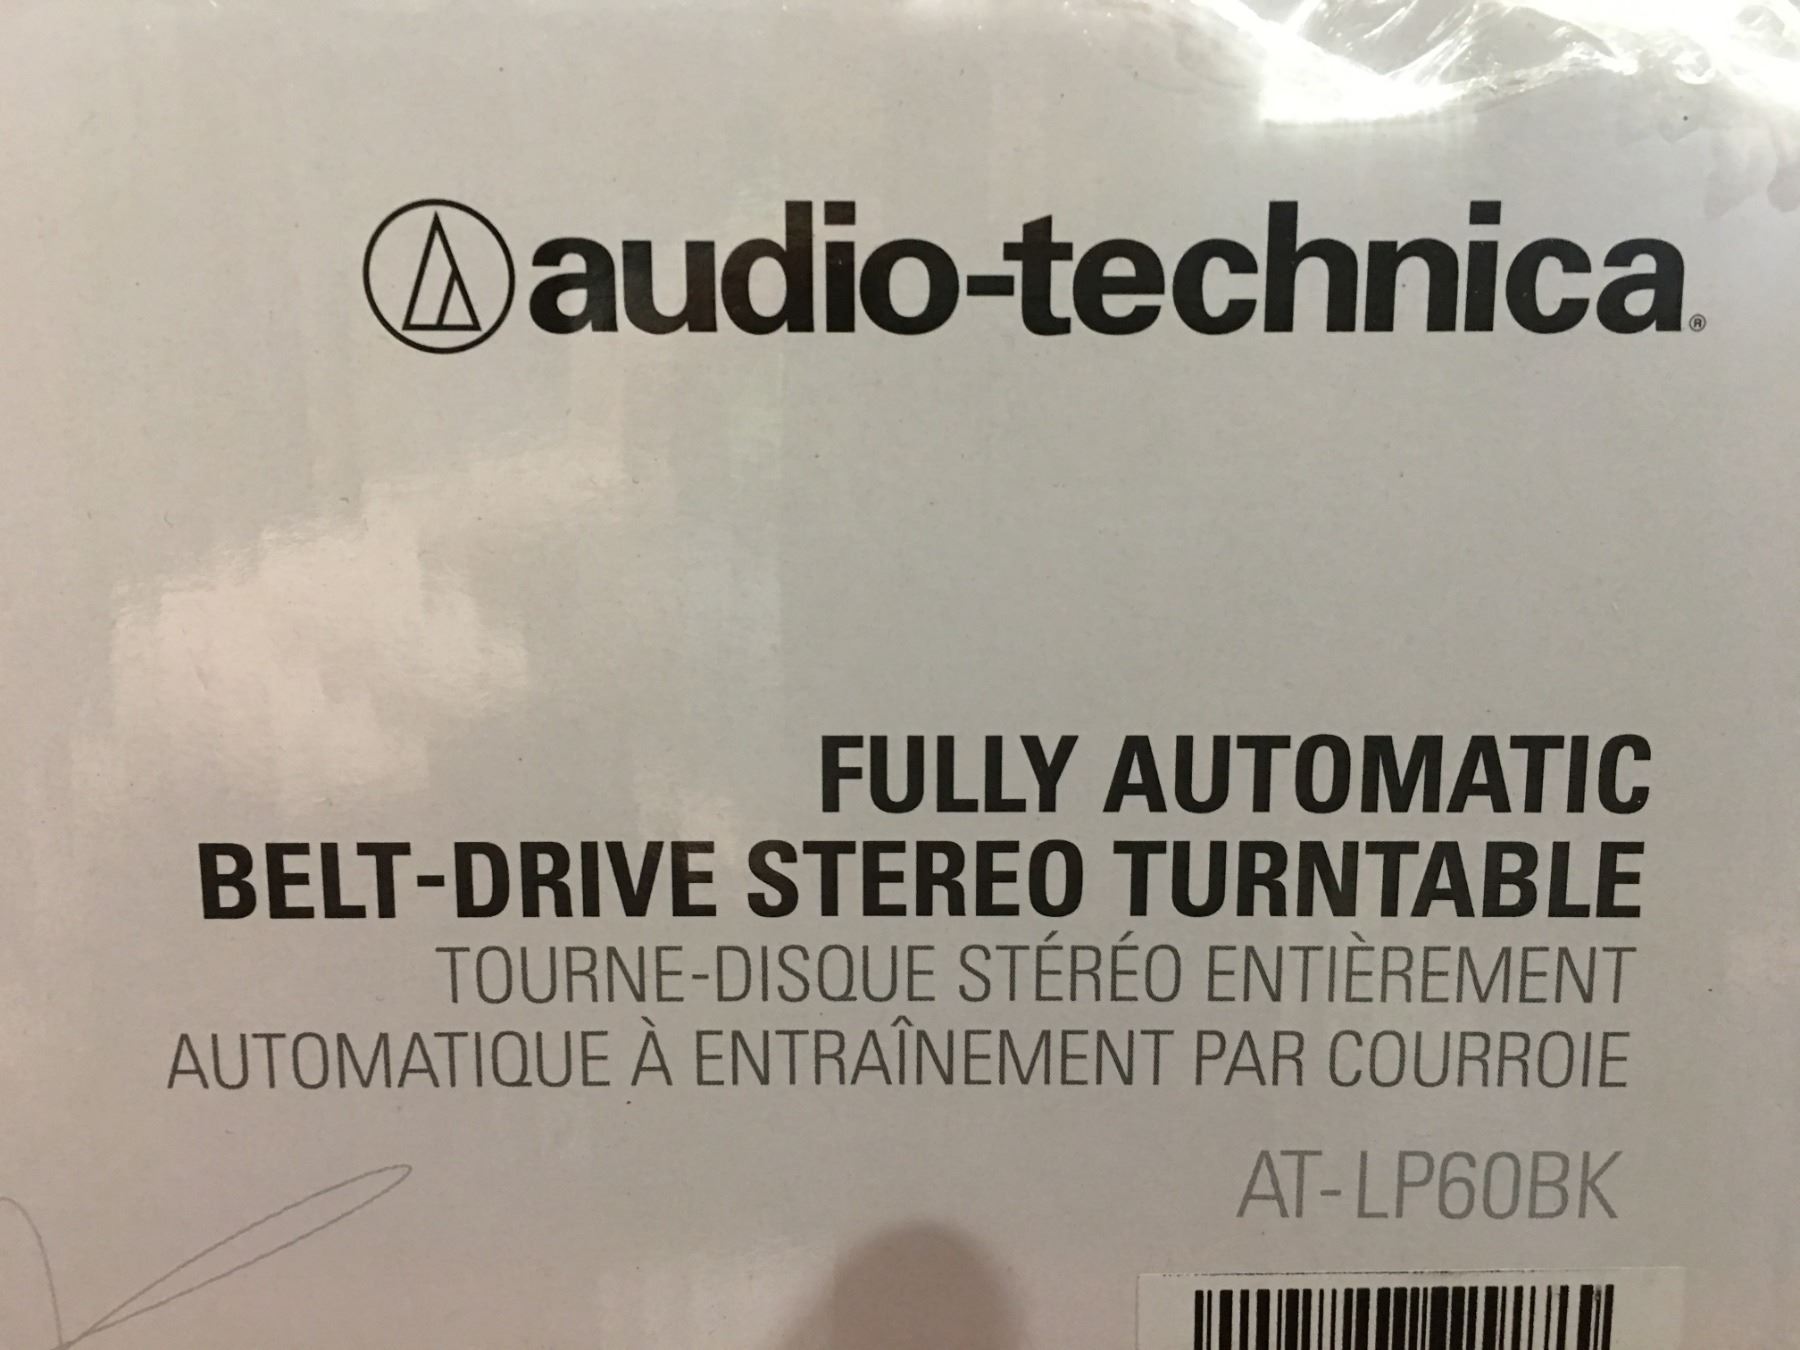 audio-technica®
FULLY AUTOMATIC
BELT-DRIVE STEREO TURNTABLE
TOURNE-DISQUE STÉRÉO ENTIÈREMENT
AUTOMATIQUE À ENTRAÎNEMENT PAR COURROIE
AT-LP60BK